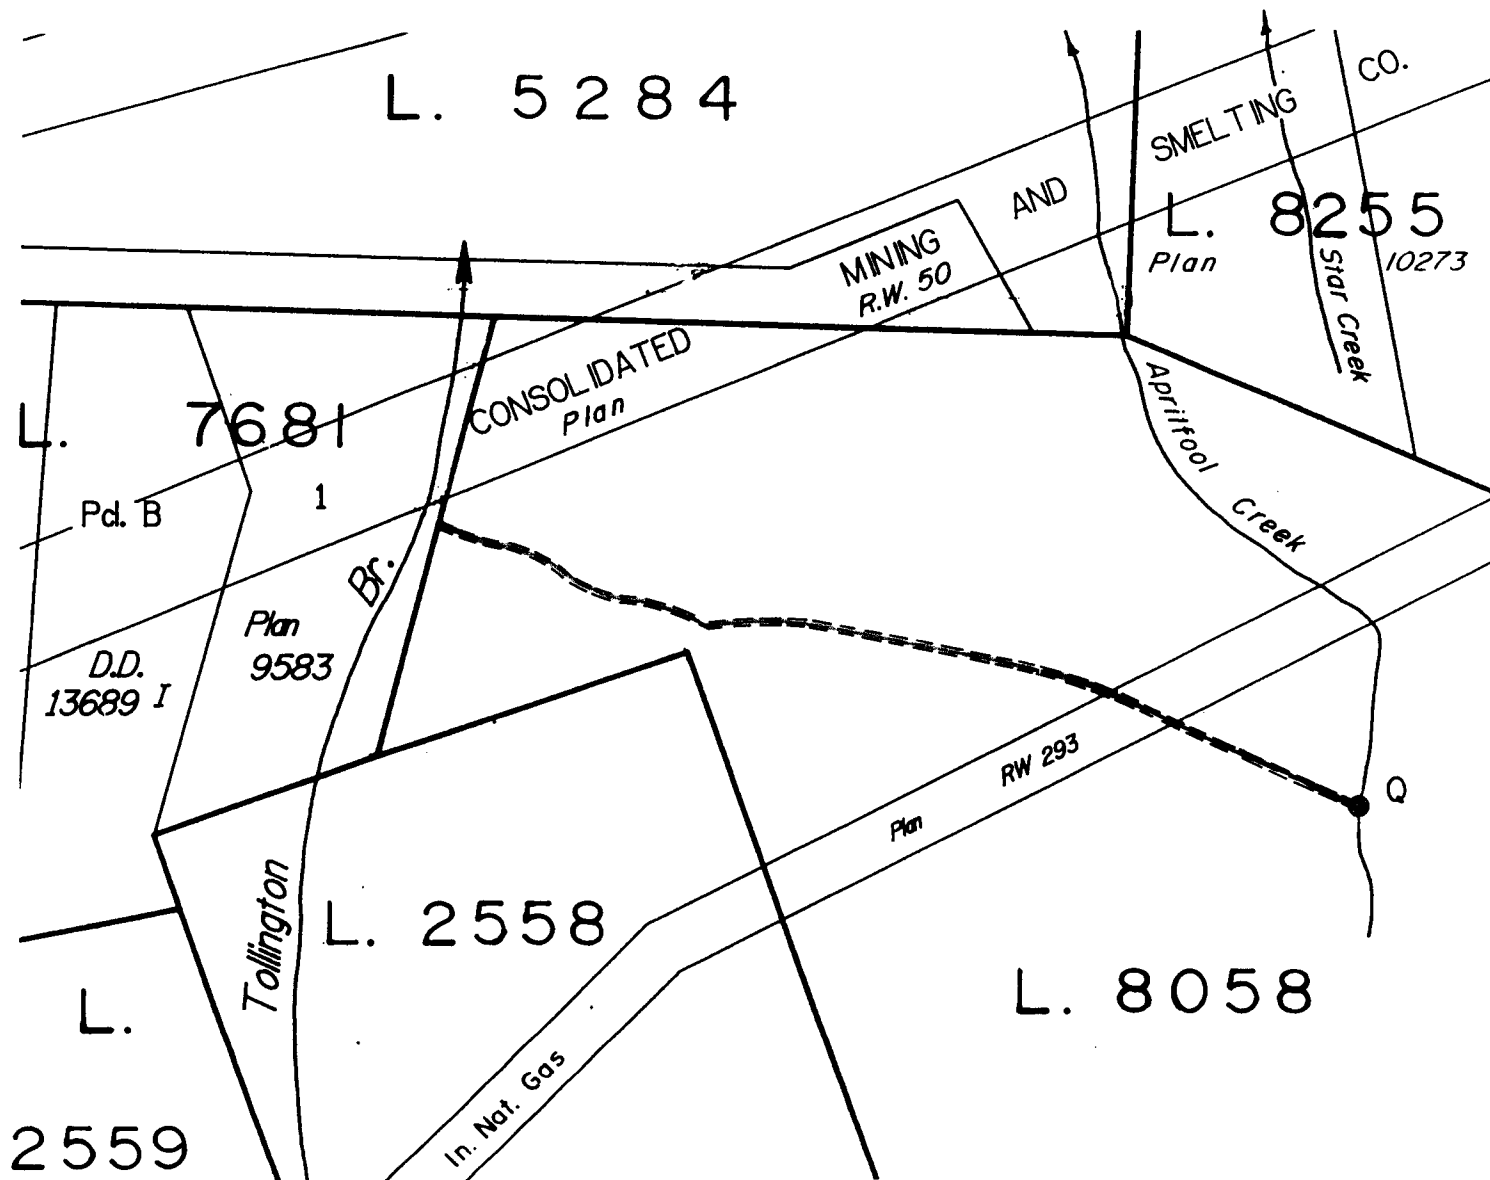 L. 5284
CO.
SMELTING
AND
L. 8255
Plan 10273
MINING
R.W. 50
Star Creek
CONSOLIDATED
Plan
Aprilfool Creek
L. 7681
1
Pcl. B
Br.
Plan
9583
D.D.
13689 I
RW 293
Plan
Q
Tollington
L. 2558
L. 8058
L.
2559
In. Nat. Gas